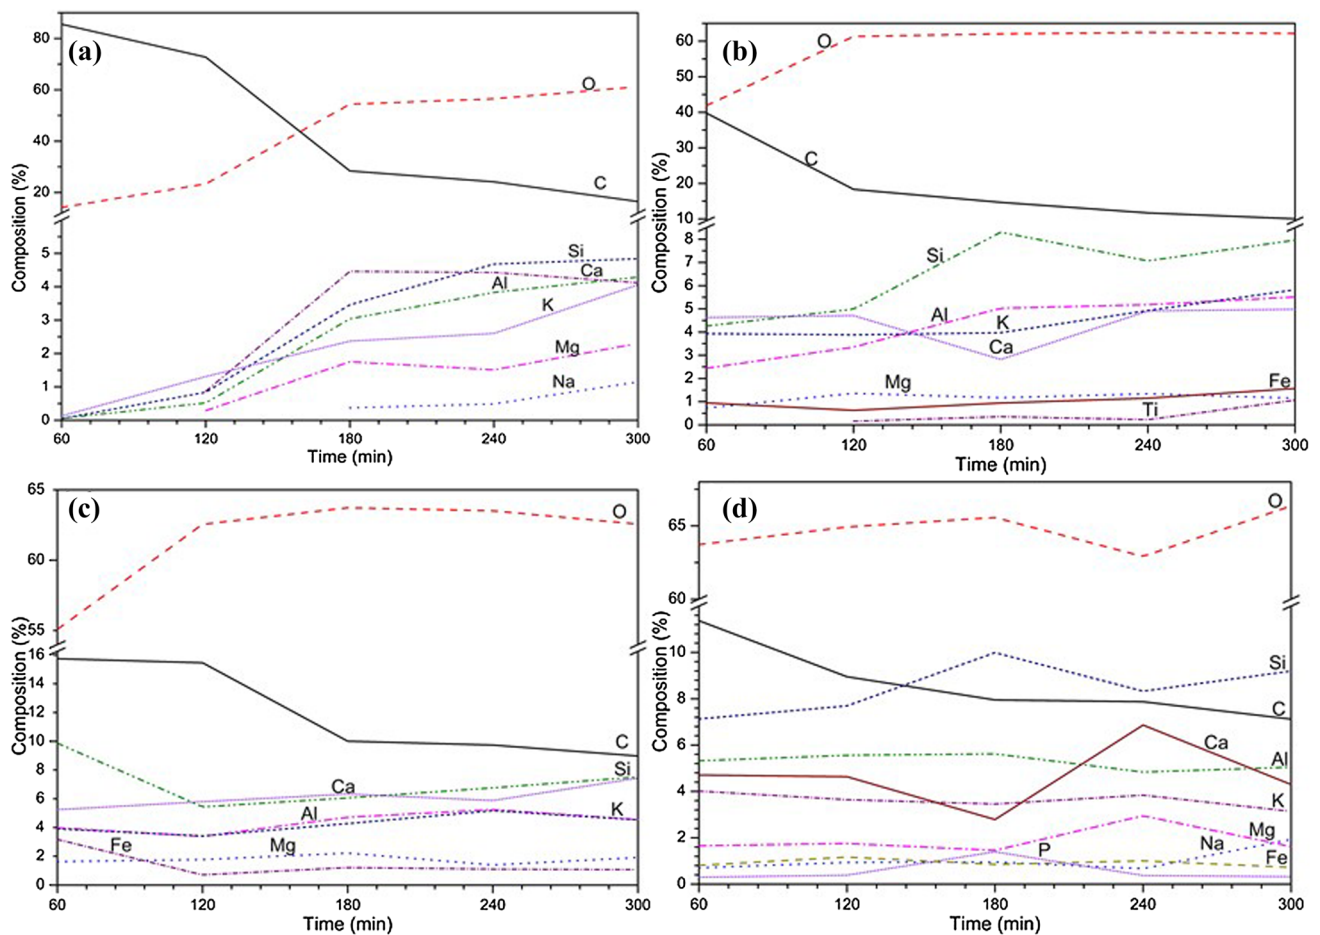 (a)
80
60
40
20
5
4
3
2
1
0
Composition (%)
O
C
Si
Ca
Al
K
Mg
Na
60 120 180 240 300
Time (min)
(b)
60
50
40
30
20
10
8
7
6
5
4
3
2
1
0
Composition (%)
O
C
Si
Al
K
Ca
Mg
Fe
Ti
60 120 180 240 300
Time (min)
(c)
65
60
55
16
14
12
10
8
6
4
2
0
Composition (%)
O
C
Si
Ca
K
Al
Fe
Mg
60 120 180 240 300
Time (min)
(d)
65
60
10
8
6
4
2
0
Composition (%)
O
Si
C
Ca
Al
K
Mg
Na
P
Fe
60 120 180 240 300
Time (min)